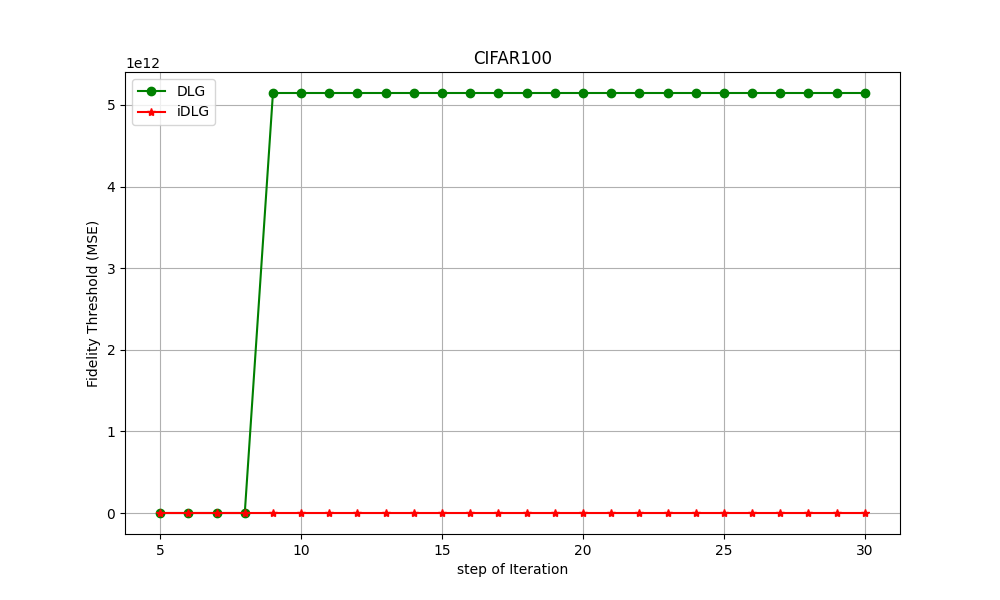 CIFAR100
1e12
DLG
iDLG
5
4
3
2
1
0
Fidelity Threshold (MSE)
5
10
15
20
25
30
step of Iteration